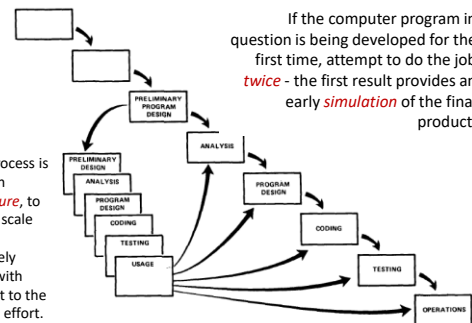 If the computer program in
question is being developed for the
first time, attempt to do the job
twice - the first result provides an
early simulation of the fina
product
PRELIMINARY
PROGRAM
DESIGN
ANALYSIS
PROGRAM
DESIGN
CODING
TESTING
OPERATIONS
PRELIMINARY
DESIGN
ANALYSIS
PROGRAM
DESIGN
CODING
TESTING
USAGE
rocess is
ure, to
scale
ely
with
t to the
effort.